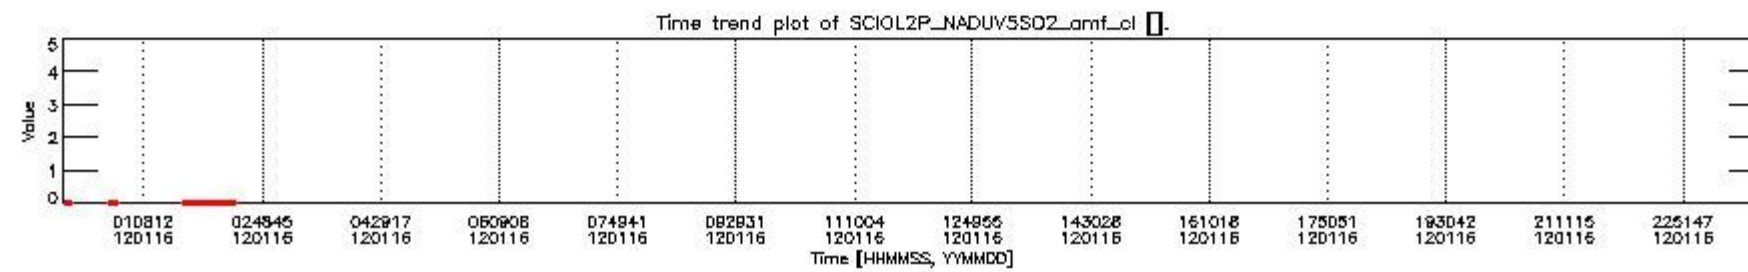 Time trend plot of SCIOL2P_NADUV5SO2_amf_cl [].
5
4
3
2
1
0
Value
010812 024845 042917 060908 074941 092931 111004 124955 143028 161018 175051 193042 211115 225147
120116 120116 120116 120116 120116 120116 120116 120116 120116 120116 120116 120116 120116 120116
Time [HHMMSS, YYMMDD]